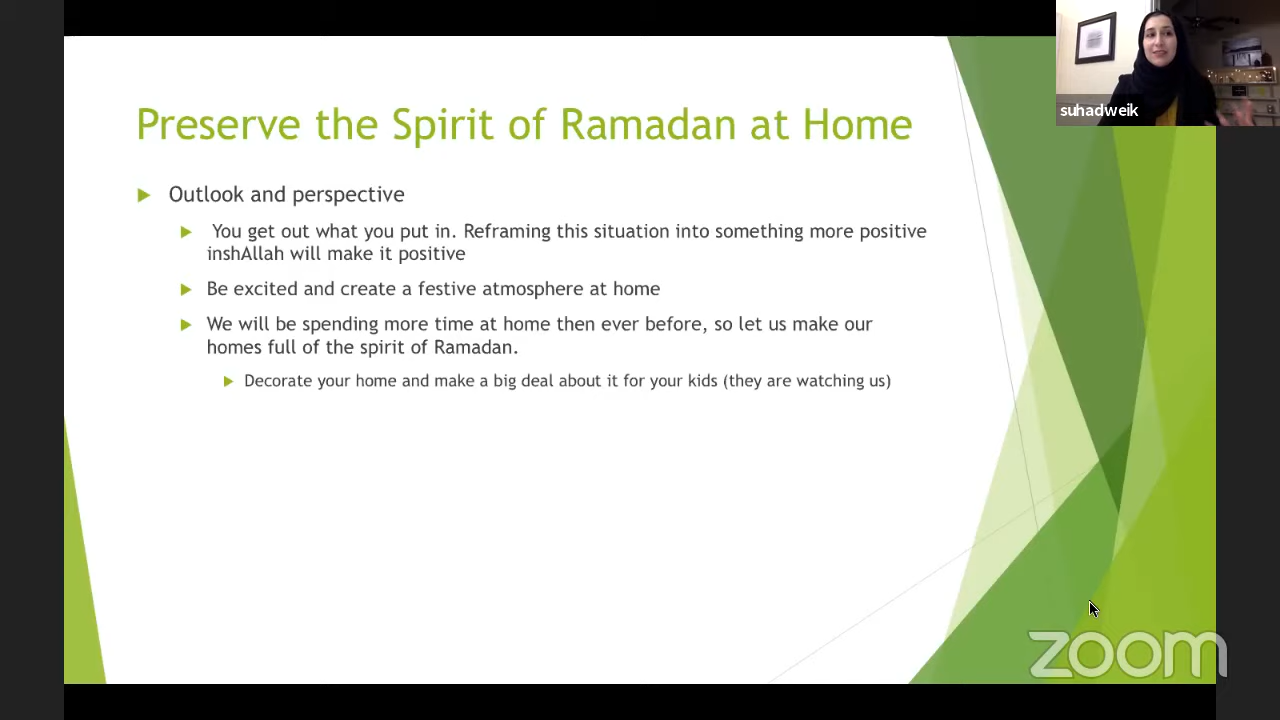 suhadweik
Preserve the Spirit of Ramadan at Home
Outlook and perspective
You get out what you put in. Reframing this situation into something more positive
inshAllah will make it positive
Be excited and create a festive atmosphere at home
We will be spending more time at home then ever before, so let us make our
homes full of the spirit of Ramadan.
Decorate your home and make a big deal about it for your kids (they are watching us)
zoom